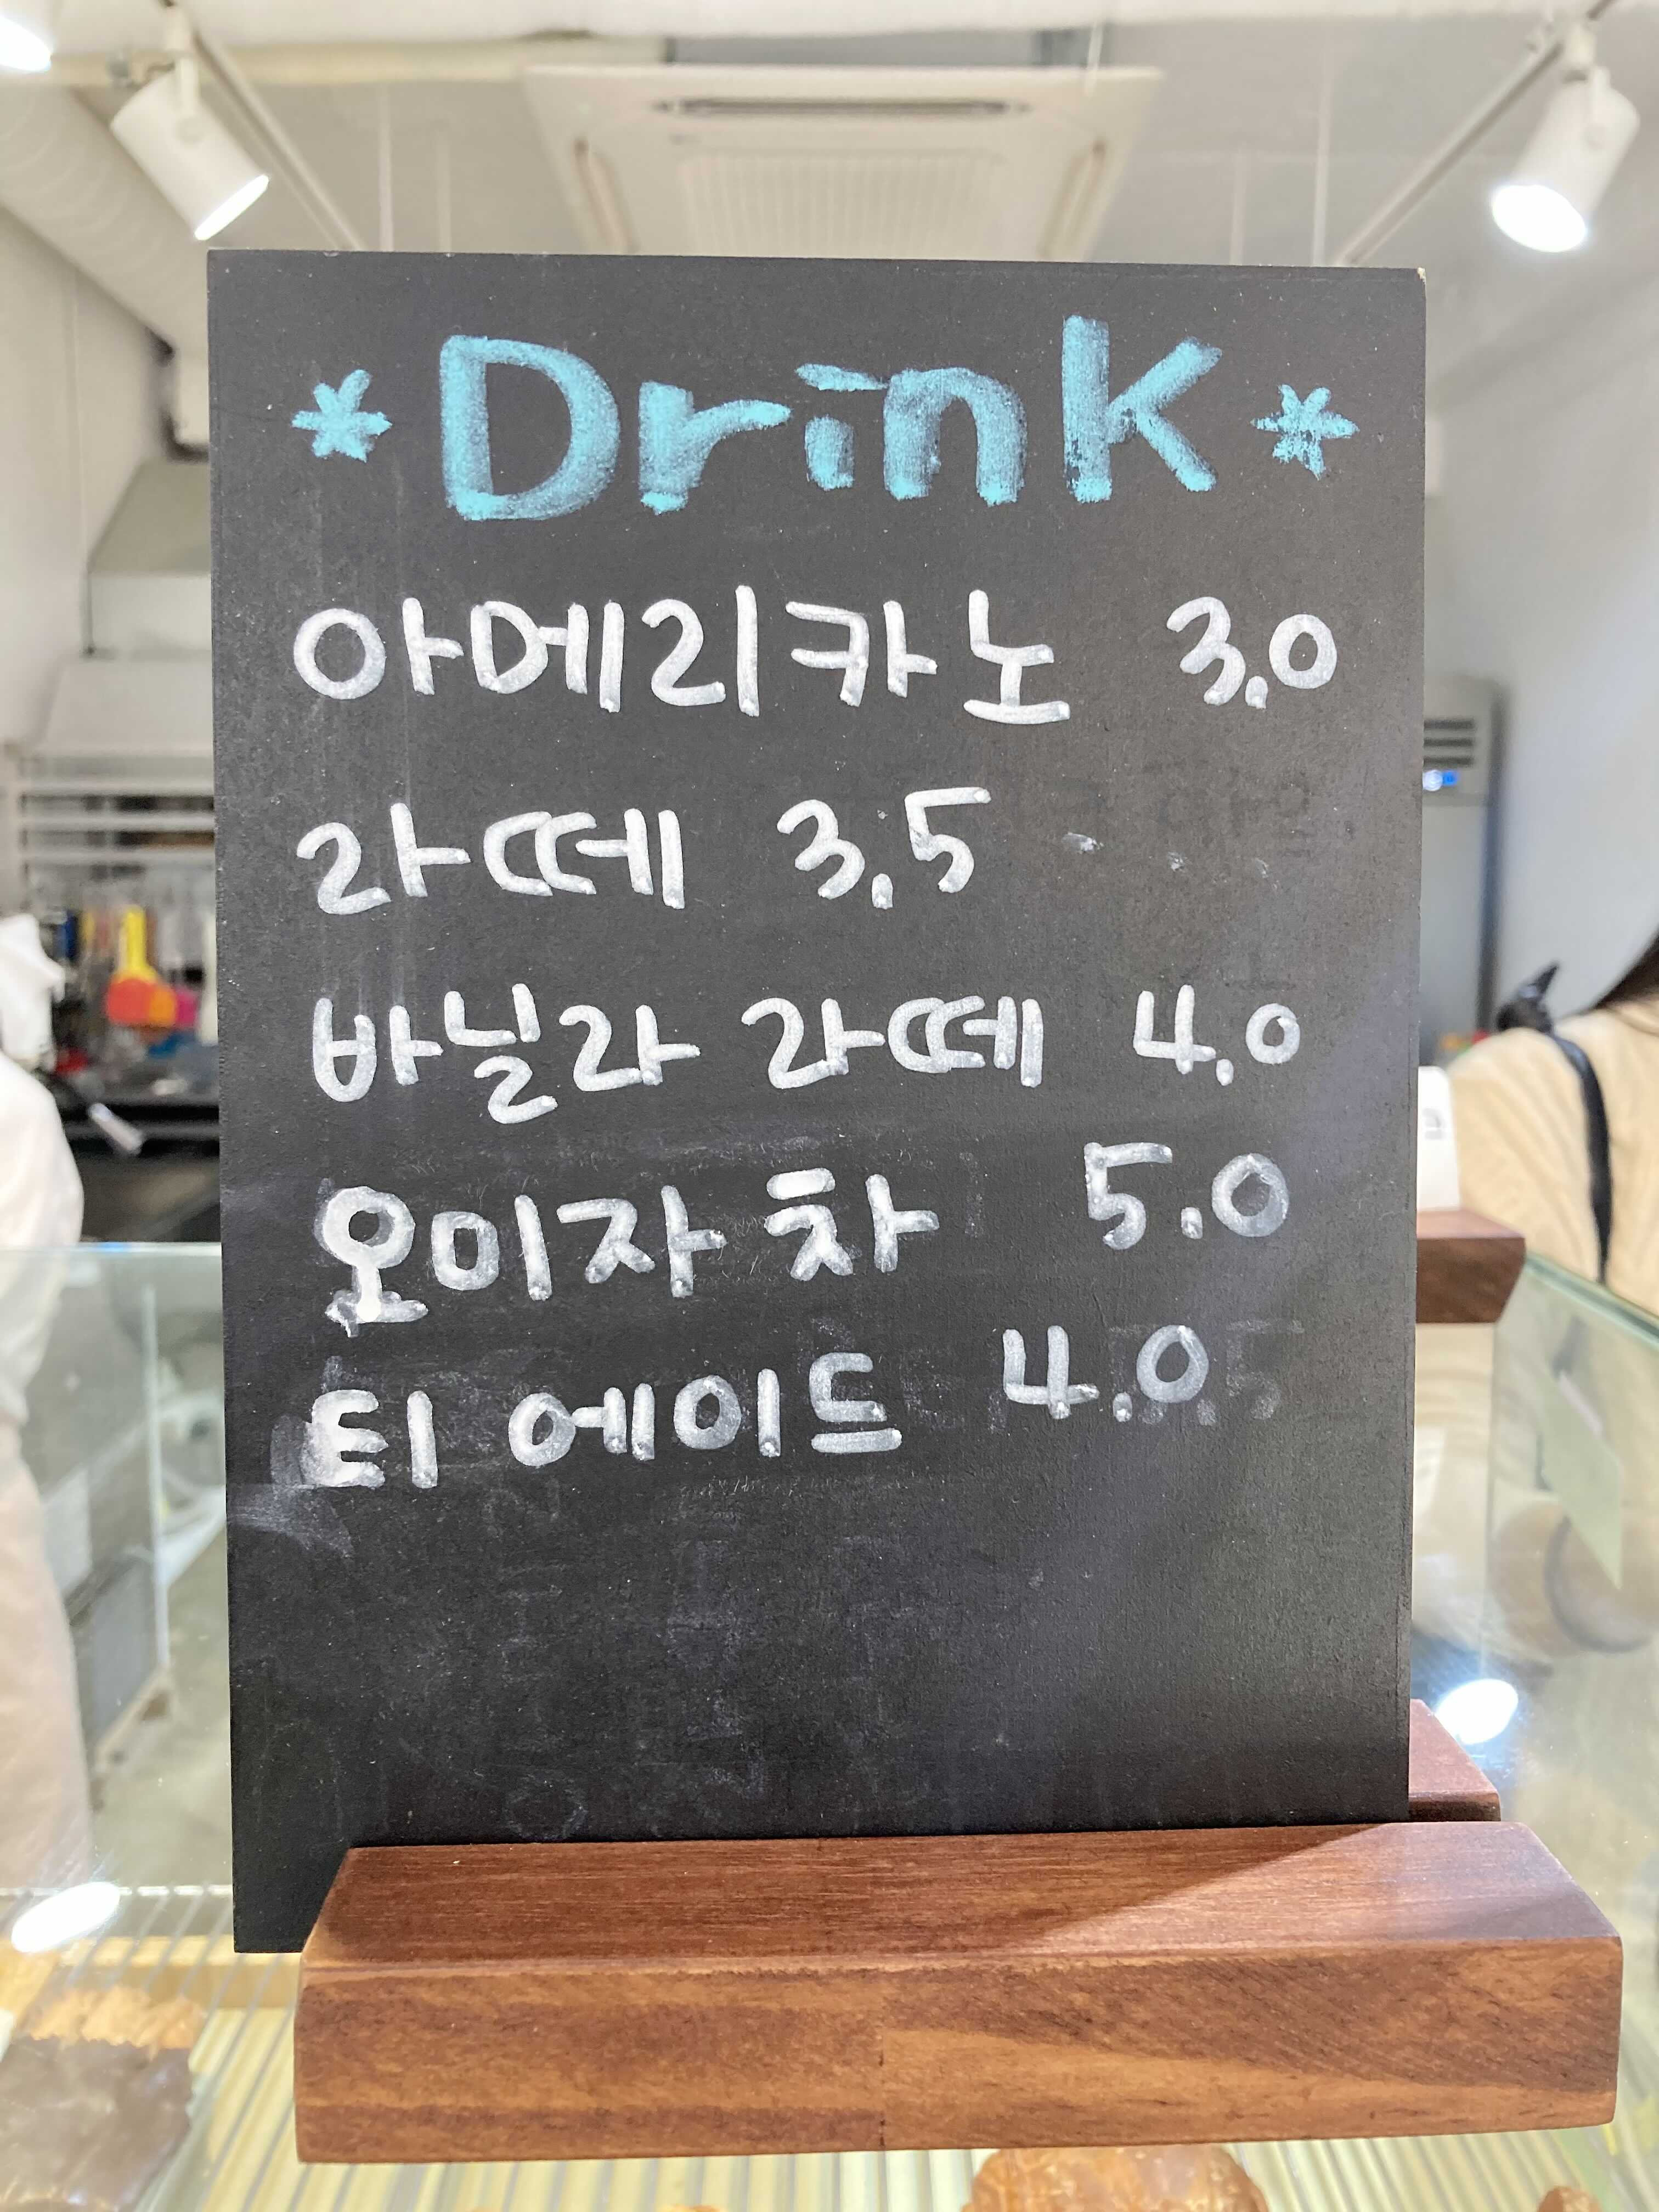 *Drink*
아메리카노 3.0
라떼 3.5
바닐라 라떼 4.0
오미자 차 5.0
티 에이드 4.0